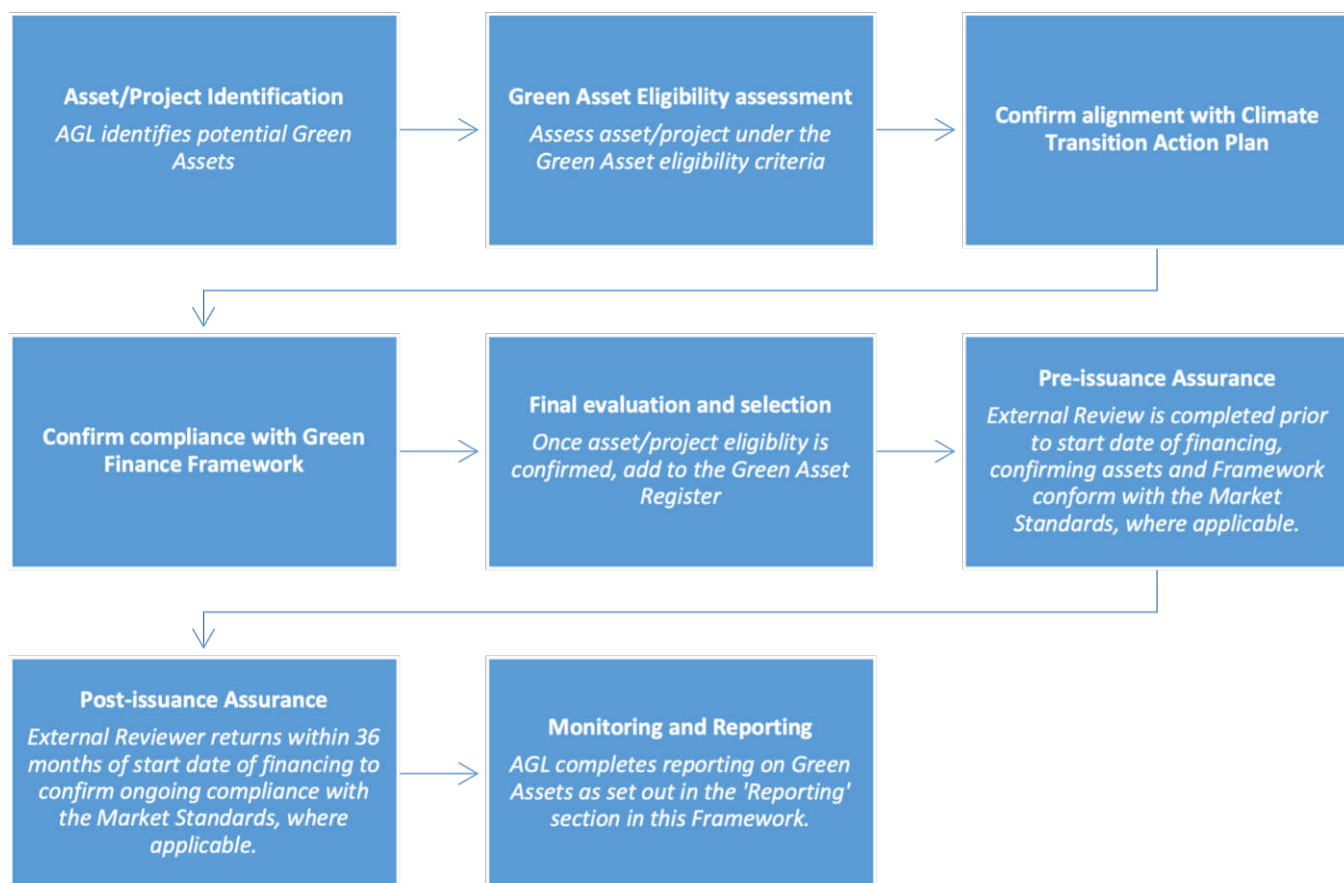 Asset/Project Identification
AGL identifies potential Green
Assets
Green Asset Eligibility assessment
Assess asset/project under the
Green Asset eligibility criteria
Confirm alignment with Climate
Transition Action Plan
Confirm compliance with Green
Finance Framework
Final evaluation and selection
Once asset/project eligiblity is
confirmed, add to the Green Asset
Register
Pre-issuance Assurance
External Review is completed prior
to start date of financing,
confirming assets and Framework
conform with the Market
Standards, where applicable.
Post-issuance Assurance
External Reviewer returns within 36
months of start date of financing to
confirm ongoing compliance with
the Market Standards, where
applicable.
Monitoring and Reporting
AGL completes reporting on Green
Assets as set out in the 'Reporting'
section in this Framework.